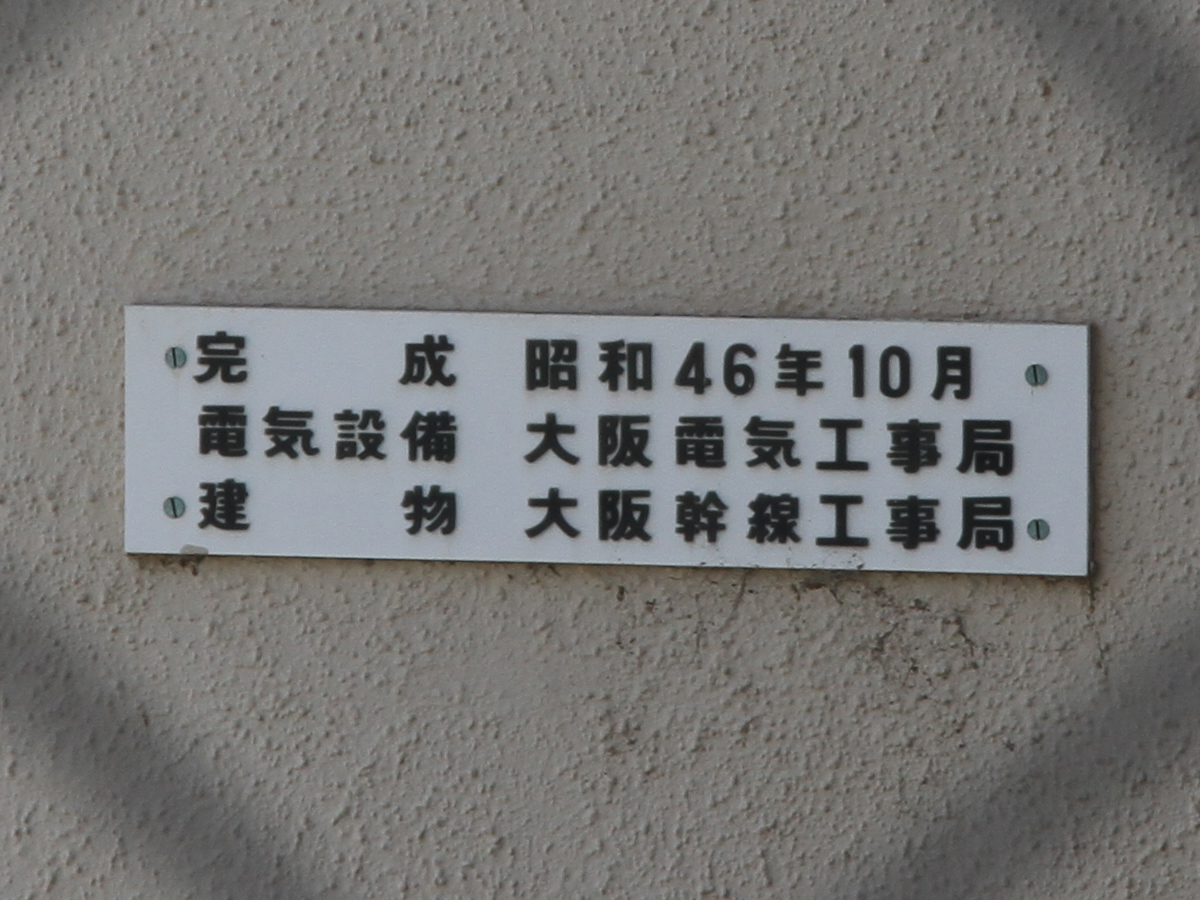 完成 昭和46年10月
電気設備 大阪電気工事局
建物 大阪幹線工事局